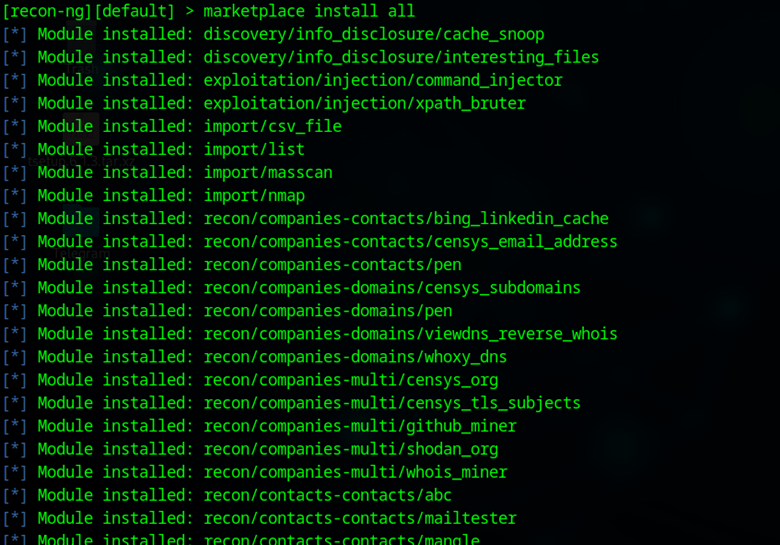 [recon-ng][default] > marketplace install all
[*] Module installed: discovery/info_disclosure/cache_snoop
[*] Module installed: discovery/info_disclosure/interesting_files
[*] Module installed: exploitation/injection/command_injector
[*] Module installed: exploitation/injection/xpath_bruter
[*] Module installed: import/csv_file
[*] Module installed: import/list
[*] Module installed: import/masscan
[*] Module installed: import/nmap
[*] Module installed: recon/companies-contacts/bing_linkedin_cache
[*] Module installed: recon/companies-contacts/censys_email_address
[*] Module installed: recon/companies-contacts/pen
[*] Module installed: recon/companies-domains/censys_subdomains
[*] Module installed: recon/companies-domains/pen
[*] Module installed: recon/companies-domains/viewdns_reverse_whois
[*] Module installed: recon/companies-domains/whoxy_dns
[*] Module installed: recon/companies-multi/censys_org
[*] Module installed: recon/companies-multi/censys_tls_subjects
[*] Module installed: recon/companies-multi/github_miner
[*] Module installed: recon/companies-multi/shodan_org
[*] Module installed: recon/companies-multi/whois_miner
[*] Module installed: recon/contacts-contacts/abc
[*] Module installed: recon/contacts-contacts/mailtester
[*] Module installed: recon/contacts-contacts/mangle